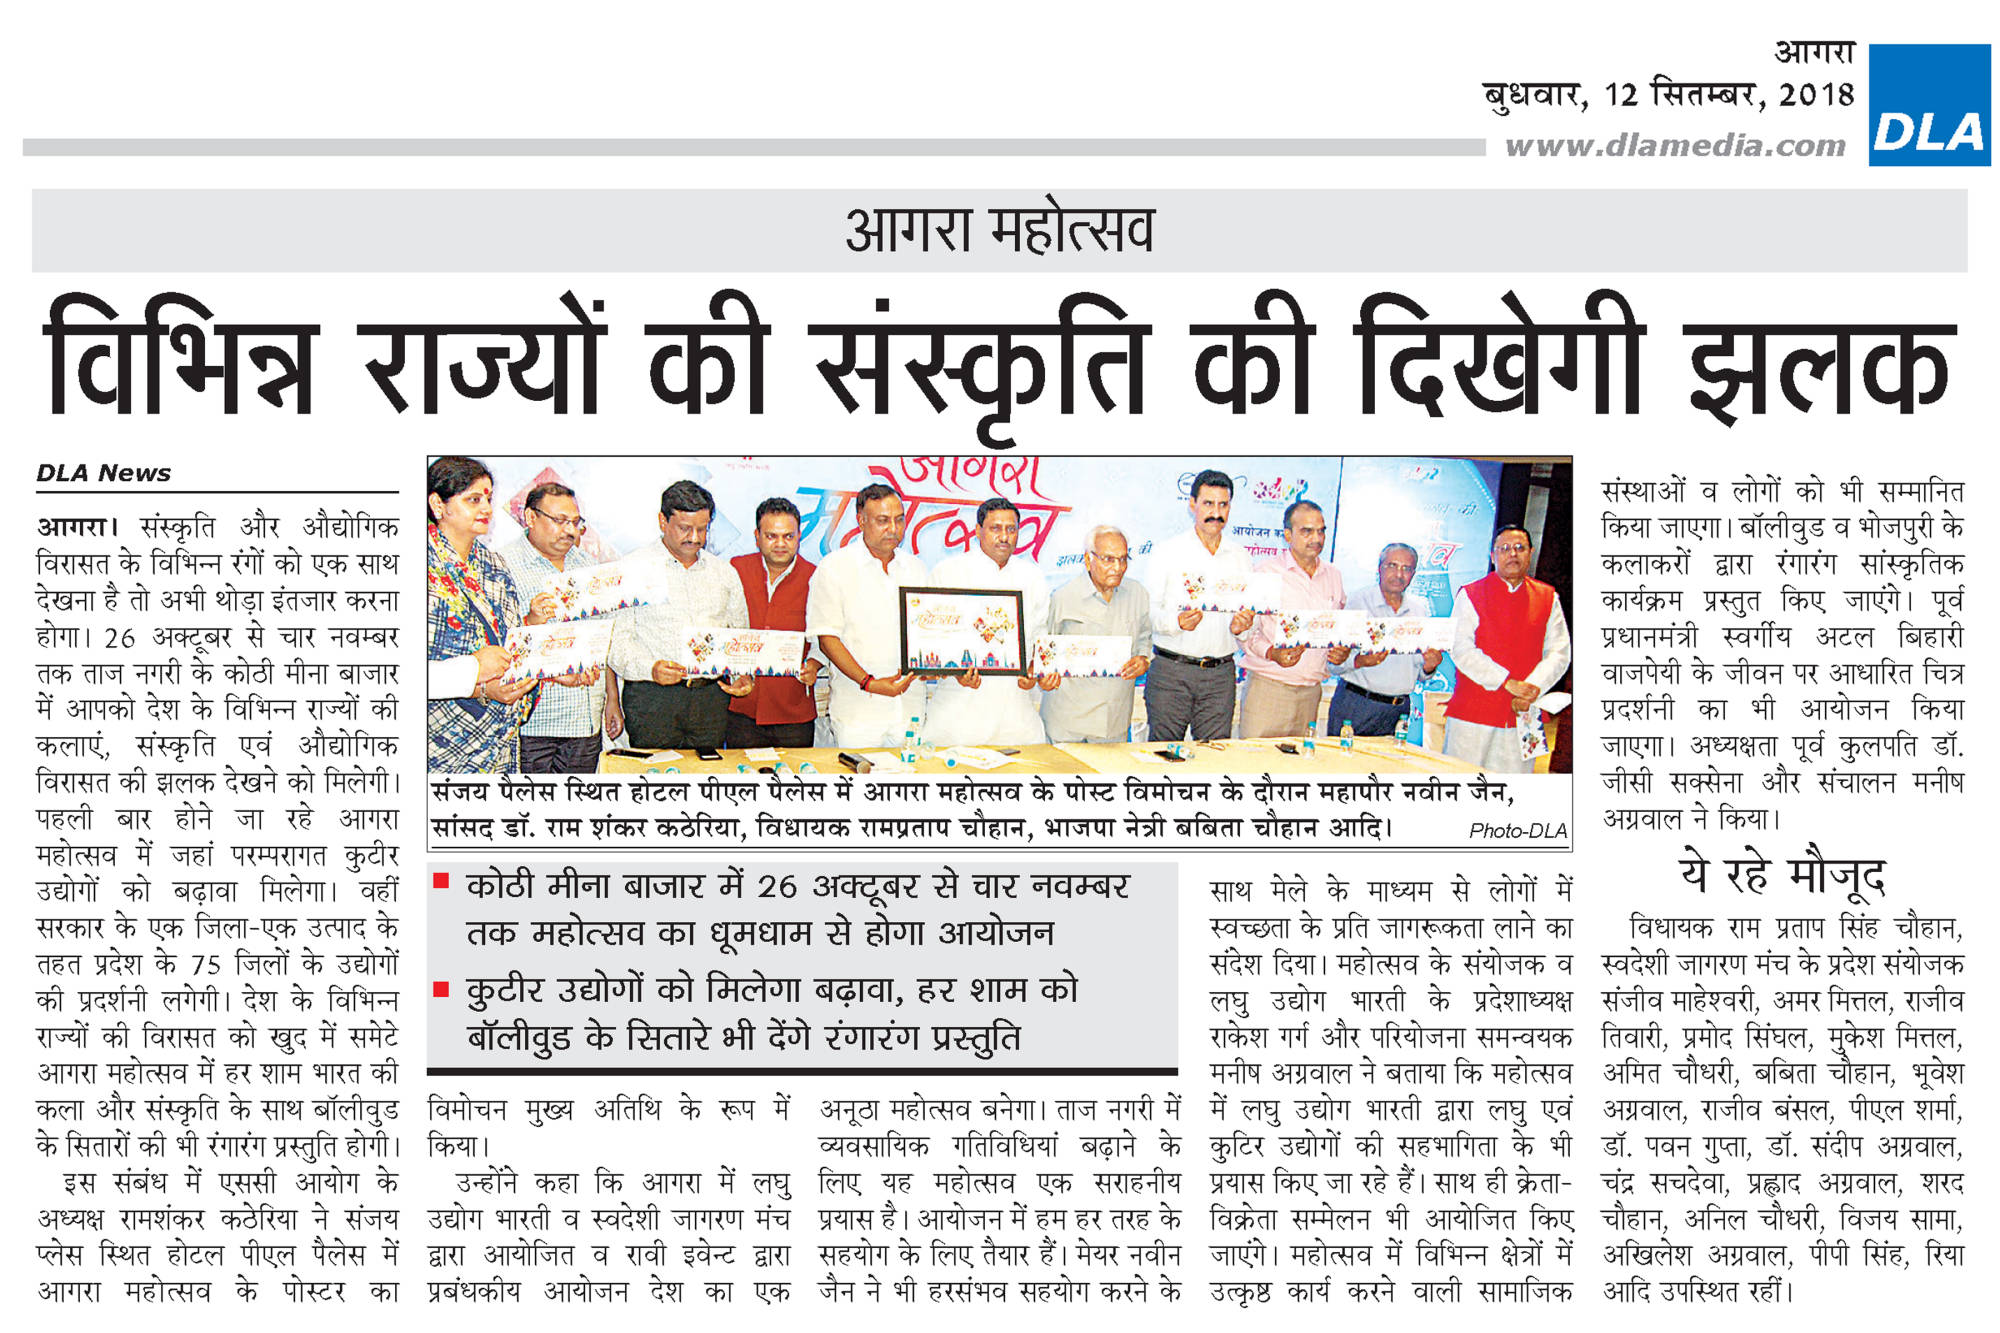 आगरा
बुधवार, 12 सितम्बर, 2018
www.dlamedia.com
DLA
आगरा महोत्सव
विभिन्न राज्यों की संस्कृति की दिखेगी झलक
DLA News
आगरा। संस्कृति और औद्योगिक
विरासत के विभिन्न रंगों को एक साथ
देखना है तो अभी थोड़ा इंतजार करना
होगा। 26 अक्टूबर से चार नवम्बर
तक ताज नगरी के कोठी मीना बाजार
में आपको देश के विभिन्न राज्यों की
कलाएं, संस्कृति एवं औद्योगिक
विरासत की झलक देखने को मिलेगी।
पहली बार होने जा रहे आगरा
महोत्सव में जहां परम्परागत कुटीर
उद्योगों को बढ़ावा मिलेगा। वहीं
सरकार के एक जिला-एक उत्पाद के
तहत प्रदेश के 75 जिलों के उद्योगों
की प्रदर्शनी लगेगी। देश के विभिन्न
राज्यों की विरासत को खुद में समेटे
आगरा महोत्सव में हर शाम भारत की
कला और संस्कृति के साथ बॉलीवुड
के सितारों की भी रंगारंग प्रस्तुति होगी।
इस संबंध में एससी आयोग के
अध्यक्ष रामशंकर कठेरिया ने संजय
प्लेस स्थित होटल पीएल पैलेस में
आगरा महोत्सव के पोस्टर का
आगरा
महोत्सव
आयोजन
संजय पैलेस स्थित होटल पीएल पैलेस में आगरा महोत्सव के पोस्ट विमोचन के दौरान महापौर नवीन जैन,
सांसद डॉ. राम शंकर कठेरिया, विधायक रामप्रताप चौहान, भाजपा नेत्री बबिता चौहान आदि।
Photo-DLA
कोठी मीना बाजार में 26 अक्टूबर से चार नवम्बर
तक महोत्सव का धूमधाम से होगा आयोजन
कुटीर उद्योगों को मिलेगा बढ़ावा, हर शाम को
बॉलीवुड के सितारे भी देंगे रंगारंग प्रस्तुति
विमोचन मुख्य अतिथि के रूप में
किया।
उन्होंने कहा कि आगरा में लघु
उद्योग भारती व स्वदेशी जागरण मंच
द्वारा आयोजित व रावी इवेन्ट द्वारा
प्रबंधकीय आयोजन देश का एक
अनूठा महोत्सव बनेगा। ताज नगरी में
व्यवसायिक गतिविधियां बढ़ाने के
लिए यह महोत्सव एक सराहनीय
प्रयास है। आयोजन में हम हर तरह के
सहयोग के लिए तैयार हैं। मेयर नवीन
जैन ने भी हरसंभव सहयोग करने के
साथ मेले के माध्यम से लोगों में
स्वच्छता के प्रति जागरूकता लाने का
संदेश दिया। महोत्सव के संयोजक व
लघु उद्योग भारती के प्रदेशाध्यक्ष
राकेश गर्ग और परियोजना समन्वयक
मनीष अग्रवाल ने बताया कि महोत्सव
में लघु उद्योग भारती द्वारा लघु एवं
कुटिर उद्योगों की सहभागिता के भी
प्रयास किए जा रहे हैं। साथ ही क्रेता-
विक्रेता सम्मेलन भी आयोजित किए
जाएंगे। महोत्सव में विभिन्न क्षेत्रों में
उत्कृष्ठ कार्य करने वाली सामाजिक
संस्थाओं व लोगों को भी सम्मानित
किया जाएगा। बॉलीवुड व भोजपुरी के
कलाकरों द्वारा रंगारंग सांस्कृतिक
कार्यक्रम प्रस्तुत किए जाएंगे। पूर्व
प्रधानमंत्री स्वर्गीय अटल बिहारी
वाजपेयी के जीवन पर आधारित चित्र
प्रदर्शनी का भी आयोजन किया
जाएगा। अध्यक्षता पूर्व कुलपति डॉ.
जीसी सक्सेना और संचालन मनीष
अग्रवाल ने किया।
ये रहे मौजूद
विधायक राम प्रताप सिंह चौहान,
स्वदेशी जागरण मंच के प्रदेश संयोजक
संजीव माहेश्वरी, अमर मित्तल, राजीव
तिवारी, प्रमोद सिंघल, मुकेश मित्तल,
अमित चौधरी, बबिता चौहान, भूवेश
अग्रवाल, राजीव बंसल, पीएल शर्मा,
डॉ. पवन गुप्ता, डॉ. संदीप अग्रवाल,
चंद्र सचदेवा, प्रह्लाद अग्रवाल, शरद
चौहान, अनिल चौधरी, विजय सामा,
अखिलेश अग्रवाल, पीपी सिंह, रिया
आदि उपस्थित रहीं।